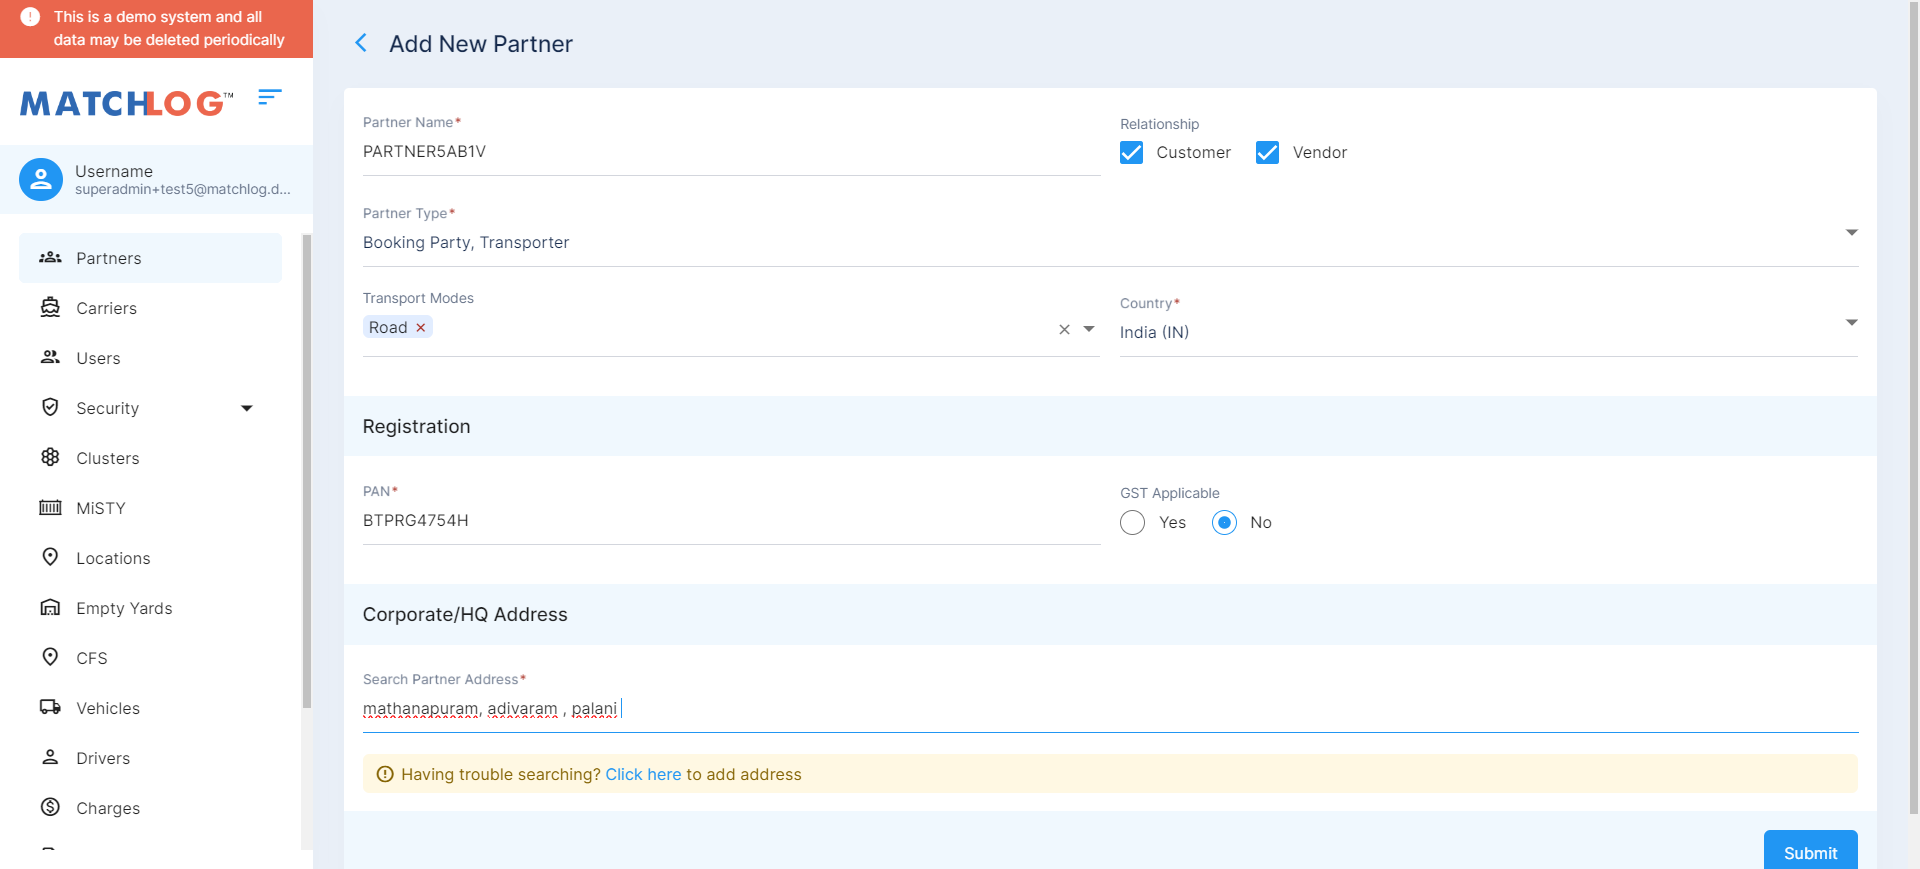 This is a demo system and all
data may be deleted periodically
MATCHLOG™
Username
superadmin+test5@matchlog.d...
Partners
Carriers
Users
Security
Clusters
MiSTY
Locations
Empty Yards
CFS
Vehicles
Drivers
Charges
Add New Partner
Partner Name*
PARTNER5AB1V
Relationship
Customer Vendor
Partner Type*
Booking Party, Transporter
Transport Modes
Road ×
Country*
India (IN)
Registration
PAN*
BTPRG4754H
GST Applicable
Yes No
Corporate/HQ Address
Search Partner Address*
mathanapuram, adivaram , palani
Having trouble searching? Click here to add address
Submit